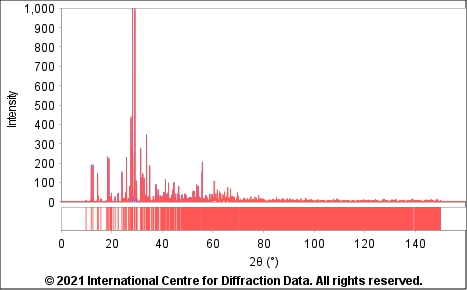 1,000
900
800
700
600
500
400
300
200
100
0
Intensity
0 20 40 60 80 100 120 140
2θ (°)
© 2021 International Centre for Diffraction Data. All rights reserved.